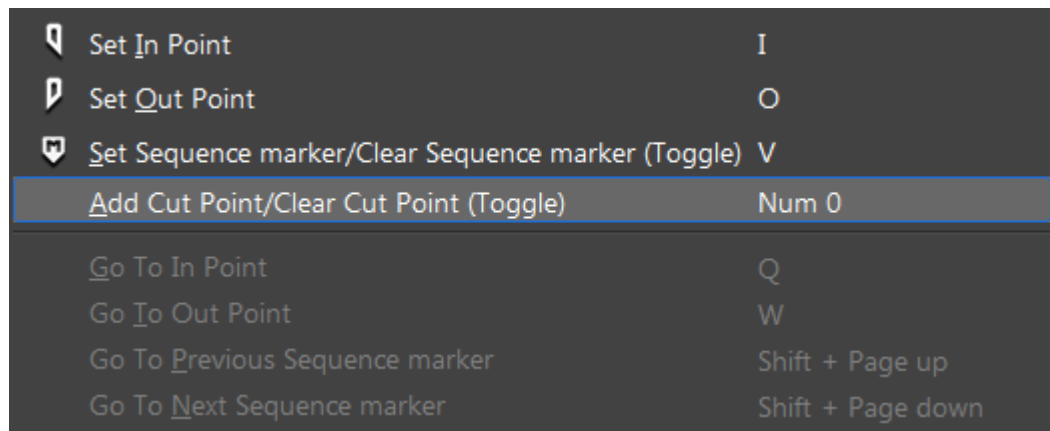 Set In Point I
Set Out Point O
Set Sequence marker/Clear Sequence marker (Toggle) V
Add Cut Point/Clear Cut Point (Toggle) Num 0
Go To In Point Q
Go To Out Point W
Go To Previous Sequence marker Shift + Page up
Go To Next Sequence marker Shift + Page down